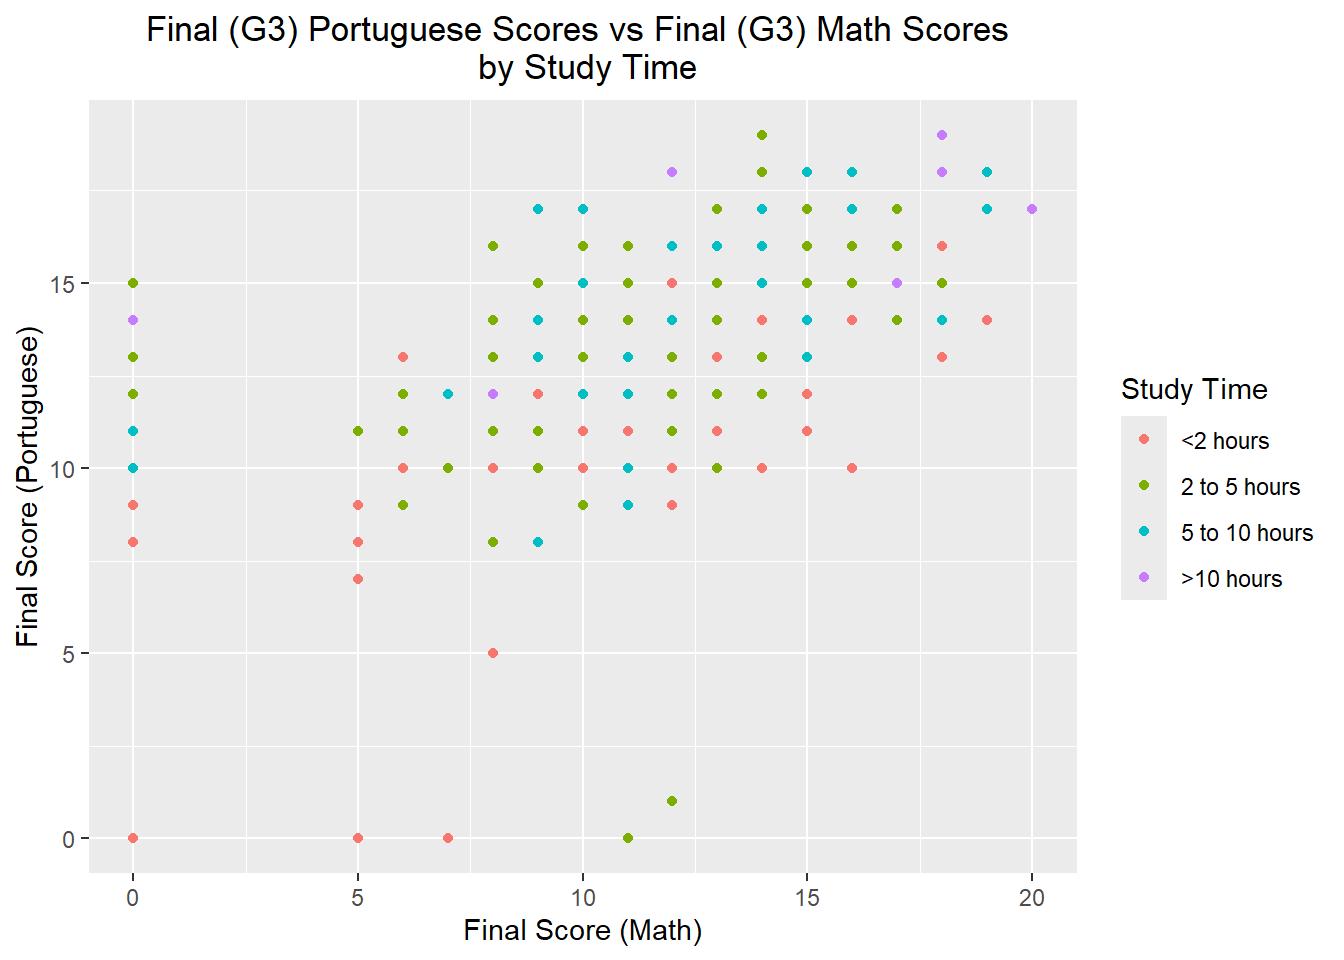 Final (G3) Portuguese Scores vs Final (G3) Math Scores
by Study Time
Final Score (Portuguese)
15
10
5
0
0
5
10
15
20
Final Score (Math)
Study Time
<2 hours
2 to 5 hours
5 to 10 hours
>10 hours